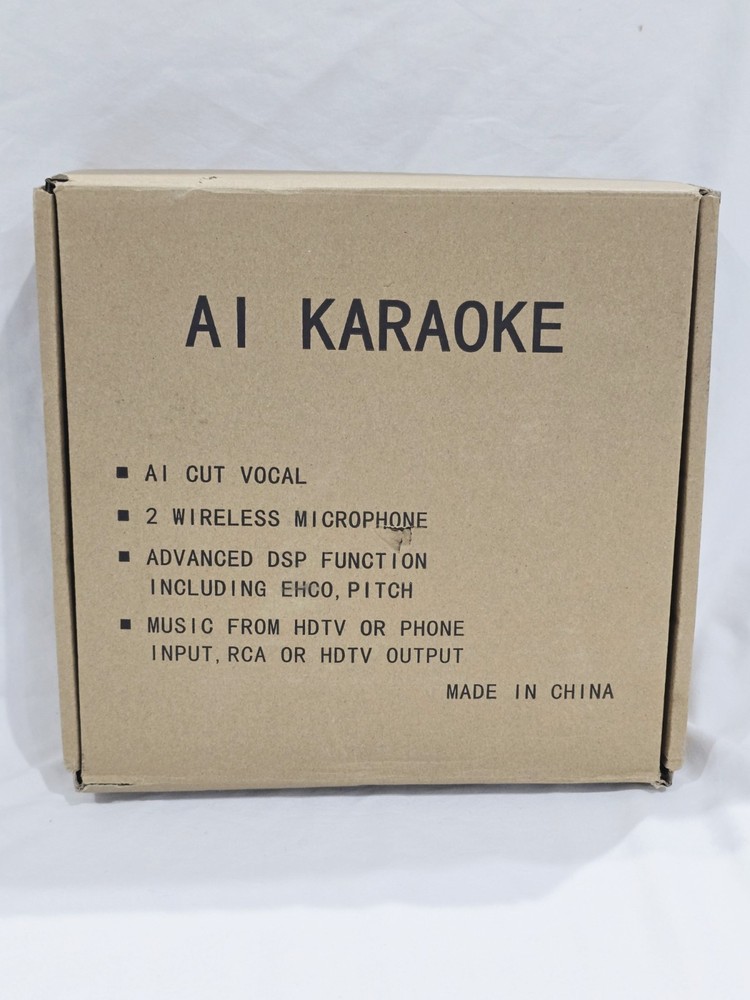 AI KARAOKE
■ AI CUT VOCAL
■ 2 WIRELESS MICROPHONE
■ ADVANCED DSP FUNCTION
INCLUDING EHCO, PITCH
■ MUSIC FROM HDTV OR PHONE
INPUT, RCA OR HDTV OUTPUT
MADE IN CHINA